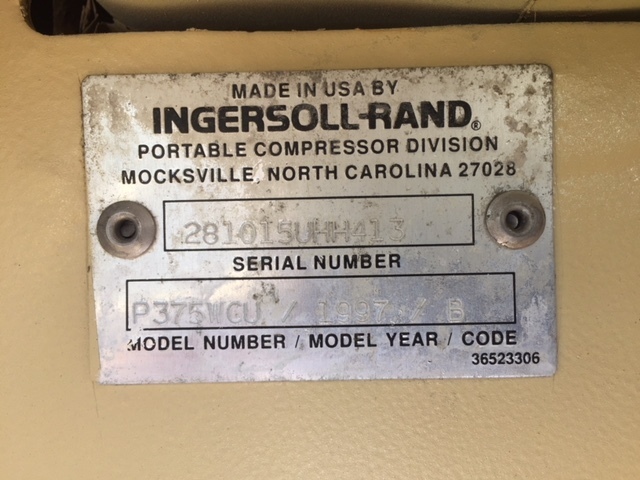 MADE IN USA BY
INGERSOLL-RAND®
PORTABLE COMPRESSOR DIVISION
MOCKSVILLE, NORTH CAROLINA 27028
281015UHH413
SERIAL NUMBER
P375WCU / 1997 / B
MODEL NUMBER / MODEL YEAR / CODE
36523306